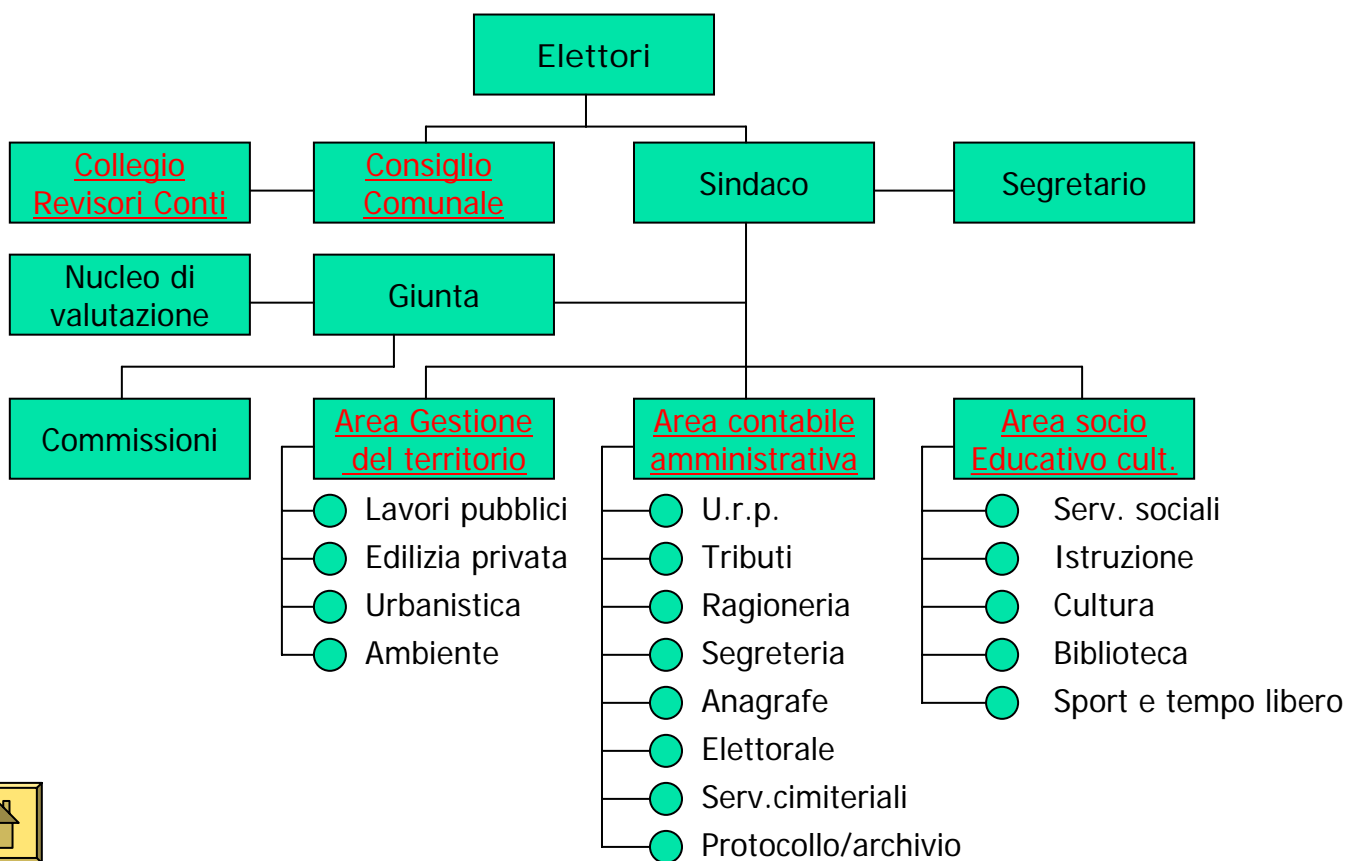 Elettori
Collegio
Revisori Conti
Consiglio
Comunale
Sindaco
Segretario
Nucleo di
valutazione
Giunta
Commissioni
Area Gestione
del territorio
Lavori pubblici
Edilizia privata
Urbanistica
Ambiente
Area contabile
amministrativa
U.r.p.
Tributi
Ragioneria
Segreteria
Anagrafe
Elettorale
Serv.cimiteriali
Protocollo/archivio
Area socio
Educativo cult.
Serv. sociali
Istruzione
Cultura
Biblioteca
Sport e tempo libero